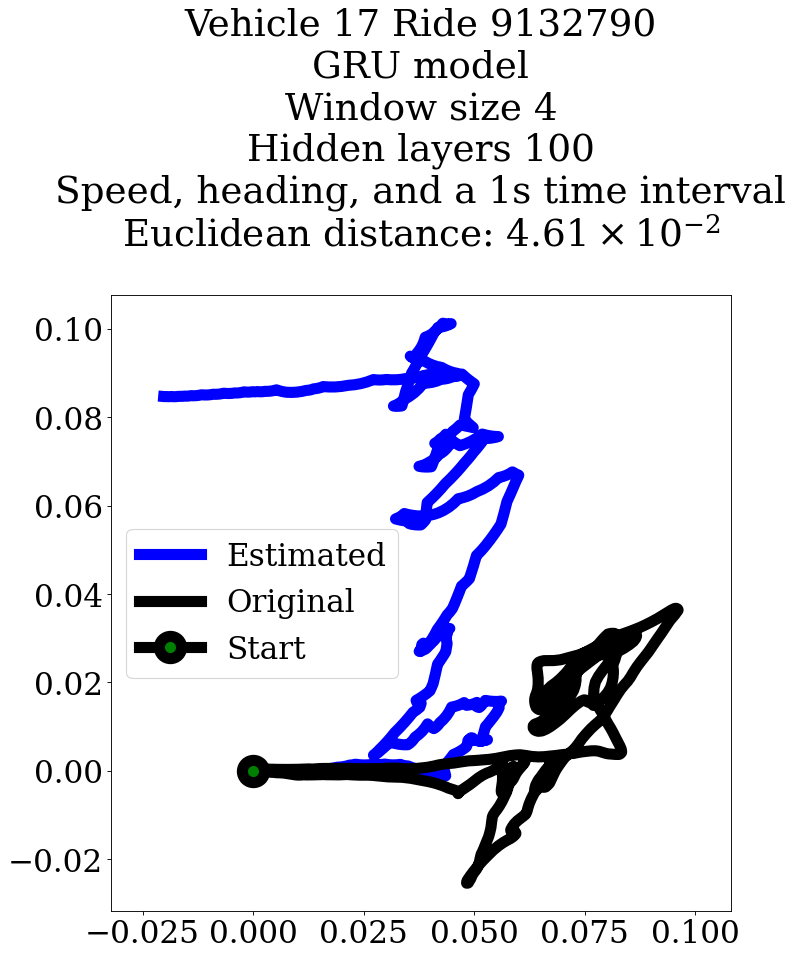 Vehicle 17 Ride 9132790
GRU model
Window size 4
Hidden layers 100
Speed, heading, and a 1s time interval
Euclidean distance: 4.61 × 10⁻²
0.10
0.08
0.06
0.04
0.02
0.00
−0.02
Estimated
Original
Start
−0.025 0.000 0.025 0.050 0.075 0.100